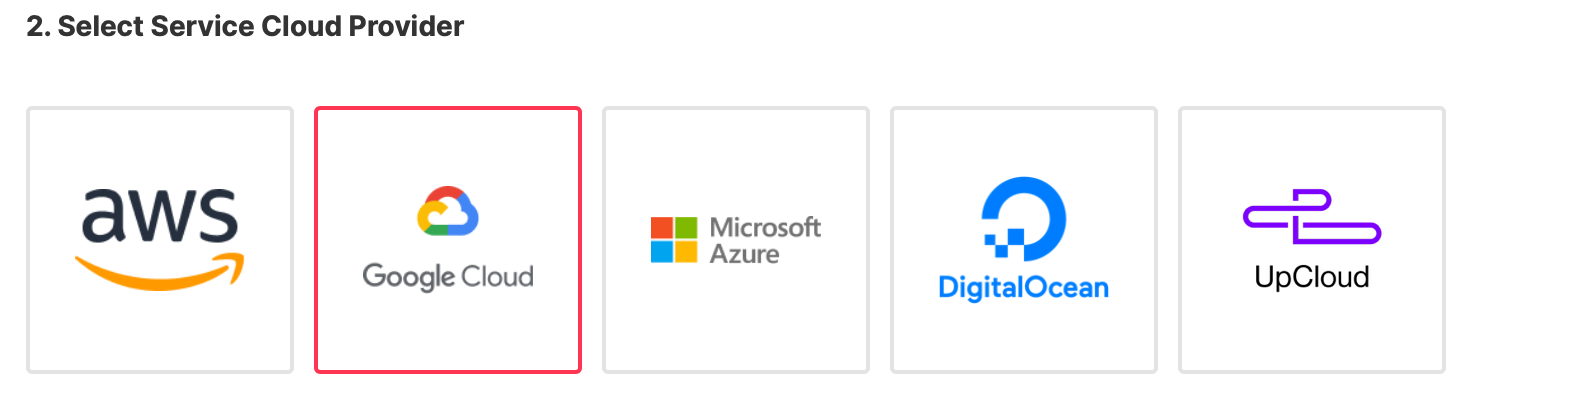 2. Select Service Cloud Provider
aws
Google Cloud
Microsoft
Azure
DigitalOcean
UpCloud